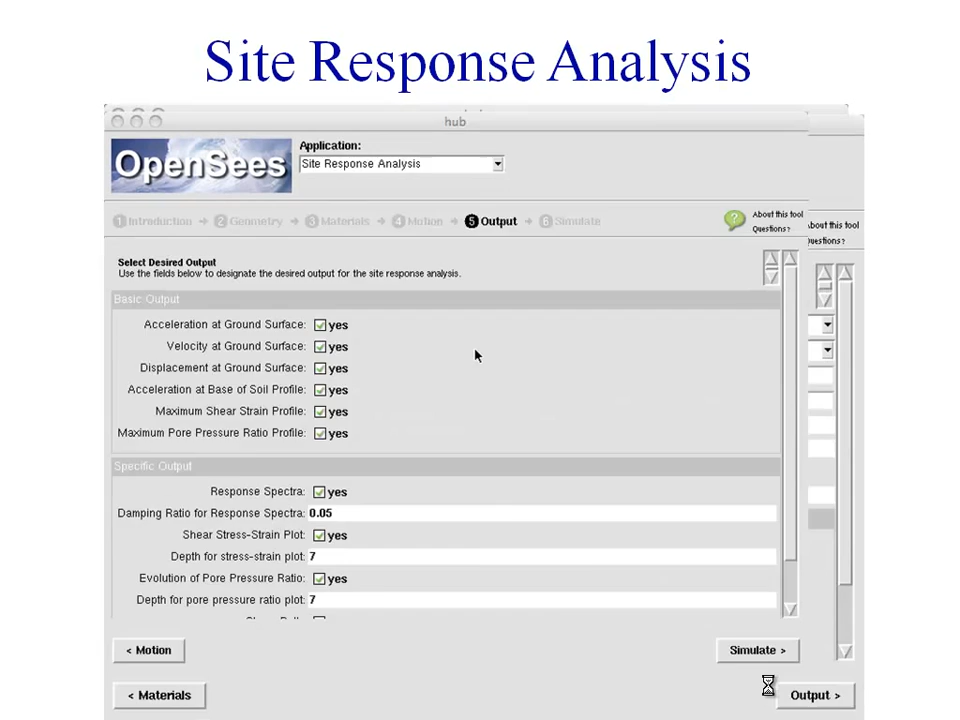 Site Response Analysis
hub
OpenSees
Application:
Site Response Analysis
1 Introduction → 2 Geometry → 3 Materials → 4 Motion → 5 Output → 6 Simulate
About this tool
Questions?
About this tool
Questions?
Select Desired Output
Use the fields below to designate the desired output for the site response analysis.
Basic Output
Acceleration at Ground Surface: yes
Velocity at Ground Surface: yes
Displacement at Ground Surface: yes
Acceleration at Base of Soil Profile: yes
Maximum Shear Strain Profile: yes
Maximum Pore Pressure Ratio Profile: yes
Specific Output
Response Spectra: yes
Damping Ratio for Response Spectra: 0.05
Shear Stress-Strain Plot: yes
Depth for stress-strain plot: 7
Evolution of Pore Pressure Ratio: yes
Depth for pore pressure ratio plot: 7
< Motion
Simulate >
< Materials
Output >